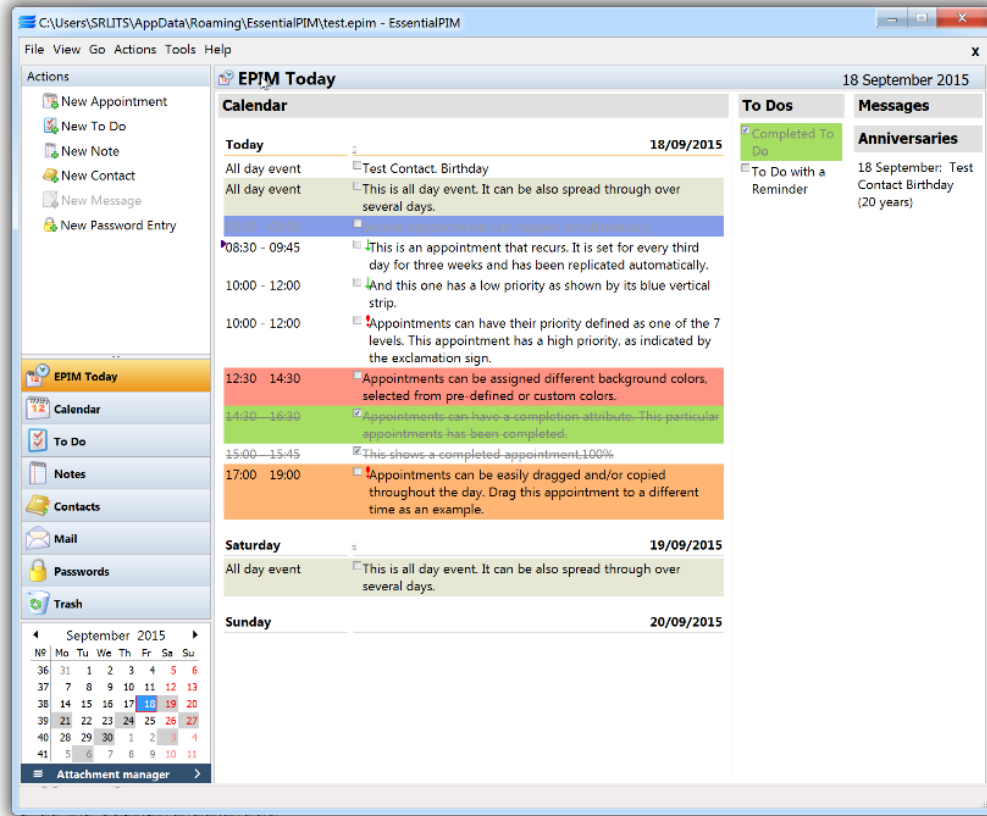 C:\Users\SRLITS\AppData\Roaming\EssentialPIM\test.epim - EssentialPIM
File View Go Actions Tools Help
x
Actions
New Appointment
New To Do
New Note
New Contact
New Message
New Password Entry
EPIM Today
Calendar
To Do
Notes
Contacts
Mail
Passwords
Trash
September 2015
Nº Mo Tu We Th Fr Sa Su
36 31 1 2 3 4 5 6
37 7 8 9 10 11 12 13
38 14 15 16 17 18 19 20
39 21 22 23 24 25 26 27
40 28 29 30 1 2 3 4
41 5 6 7 8 9 10 11
Attachment manager
EPIM Today
18 September 2015
Calendar
Today 18/09/2015
All day event Test Contact. Birthday
All day event This is all day event. It can be also spread through over
several days.
08:30 - 09:45 This is an appointment that recurs. It is set for every third
day for three weeks and has been replicated automatically.
10:00 - 12:00 And this one has a low priority as shown by its blue vertical
strip.
10:00 - 12:00 Appointments can have their priority defined as one of the 7
levels. This appointment has a high priority, as indicated by
the exclamation sign.
12:30 14:30 Appointments can be assigned different background colors,
selected from pre-defined or custom colors.
14:30 - 16:30 Appointments can have a completion attribute. This particular
appointments has been completed.
15:00 - 15:45 This shows a completed appointment,100%
17:00 19:00 Appointments can be easily dragged and/or copied
throughout the day. Drag this appointment to a different
time as an example.
Saturday 19/09/2015
All day event This is all day event. It can be also spread through over
several days.
Sunday 20/09/2015
To Dos
Completed To
Do
To Do with a
Reminder
Messages
Anniversaries
18 September: Test
Contact Birthday
(20 years)